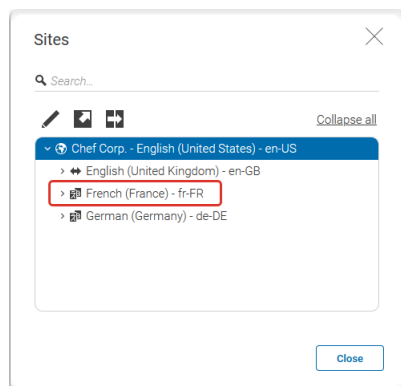 Sites
Search...
Collapse all
Chef Corp. - English (United States) - en-US
English (United Kingdom) - en-GB
French (France) - fr-FR
German (Germany) - de-DE
Close